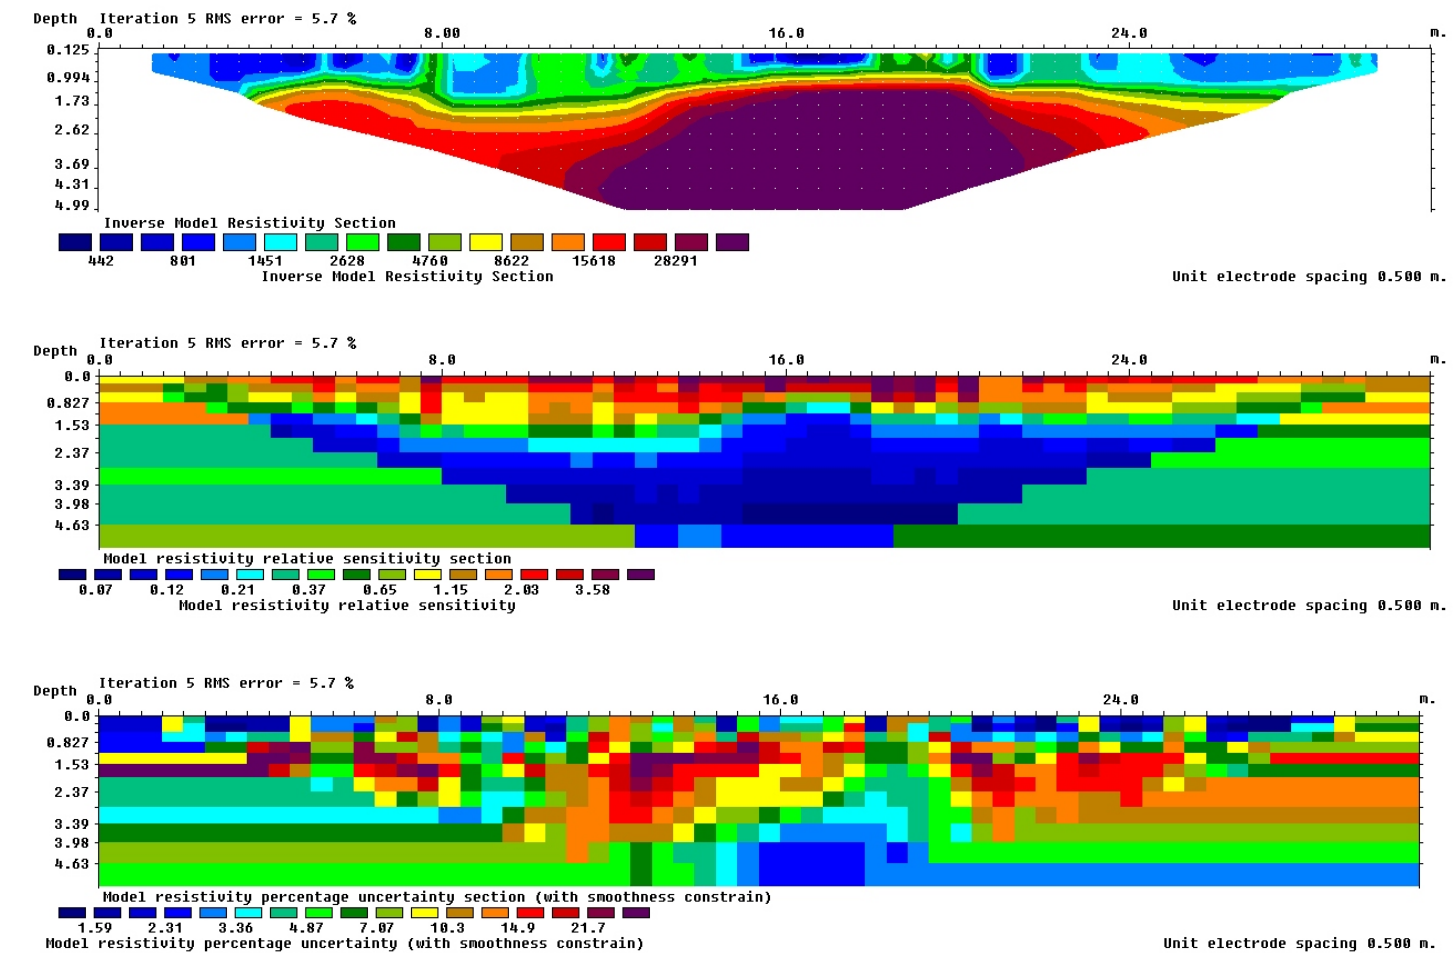 Depth Iteration 5 RMS error = 5.7 %
0.0 8.00 16.0 24.0 m.
0.125
0.994
1.73
2.62
3.69
4.31
4.99
Inverse Model Resistivity Section
442 801 1451 2628 4760 8622 15618 28291
Inverse Model Resistivity Section Unit electrode spacing 0.500 m.
Iteration 5 RMS error = 5.7 %
Depth 0.0 8.0 16.0 24.0 m.
0.0
0.827
1.53
2.37
3.39
3.98
4.63
Model resistivity relative sensitivity section
0.07 0.12 0.21 0.37 0.65 1.15 2.03 3.58
Model resistivity relative sensitivity Unit electrode spacing 0.500 m.
Iteration 5 RMS error = 5.7 %
Depth 0.0 8.0 16.0 24.0 m.
0.0
0.827
1.53
2.37
3.39
3.98
4.63
Model resistivity percentage uncertainty section (with smoothness constrain)
1.59 2.31 3.36 4.87 7.07 10.3 14.9 21.7
Model resistivity percentage uncertainty (with smoothness constrain) Unit electrode spacing 0.500 m.